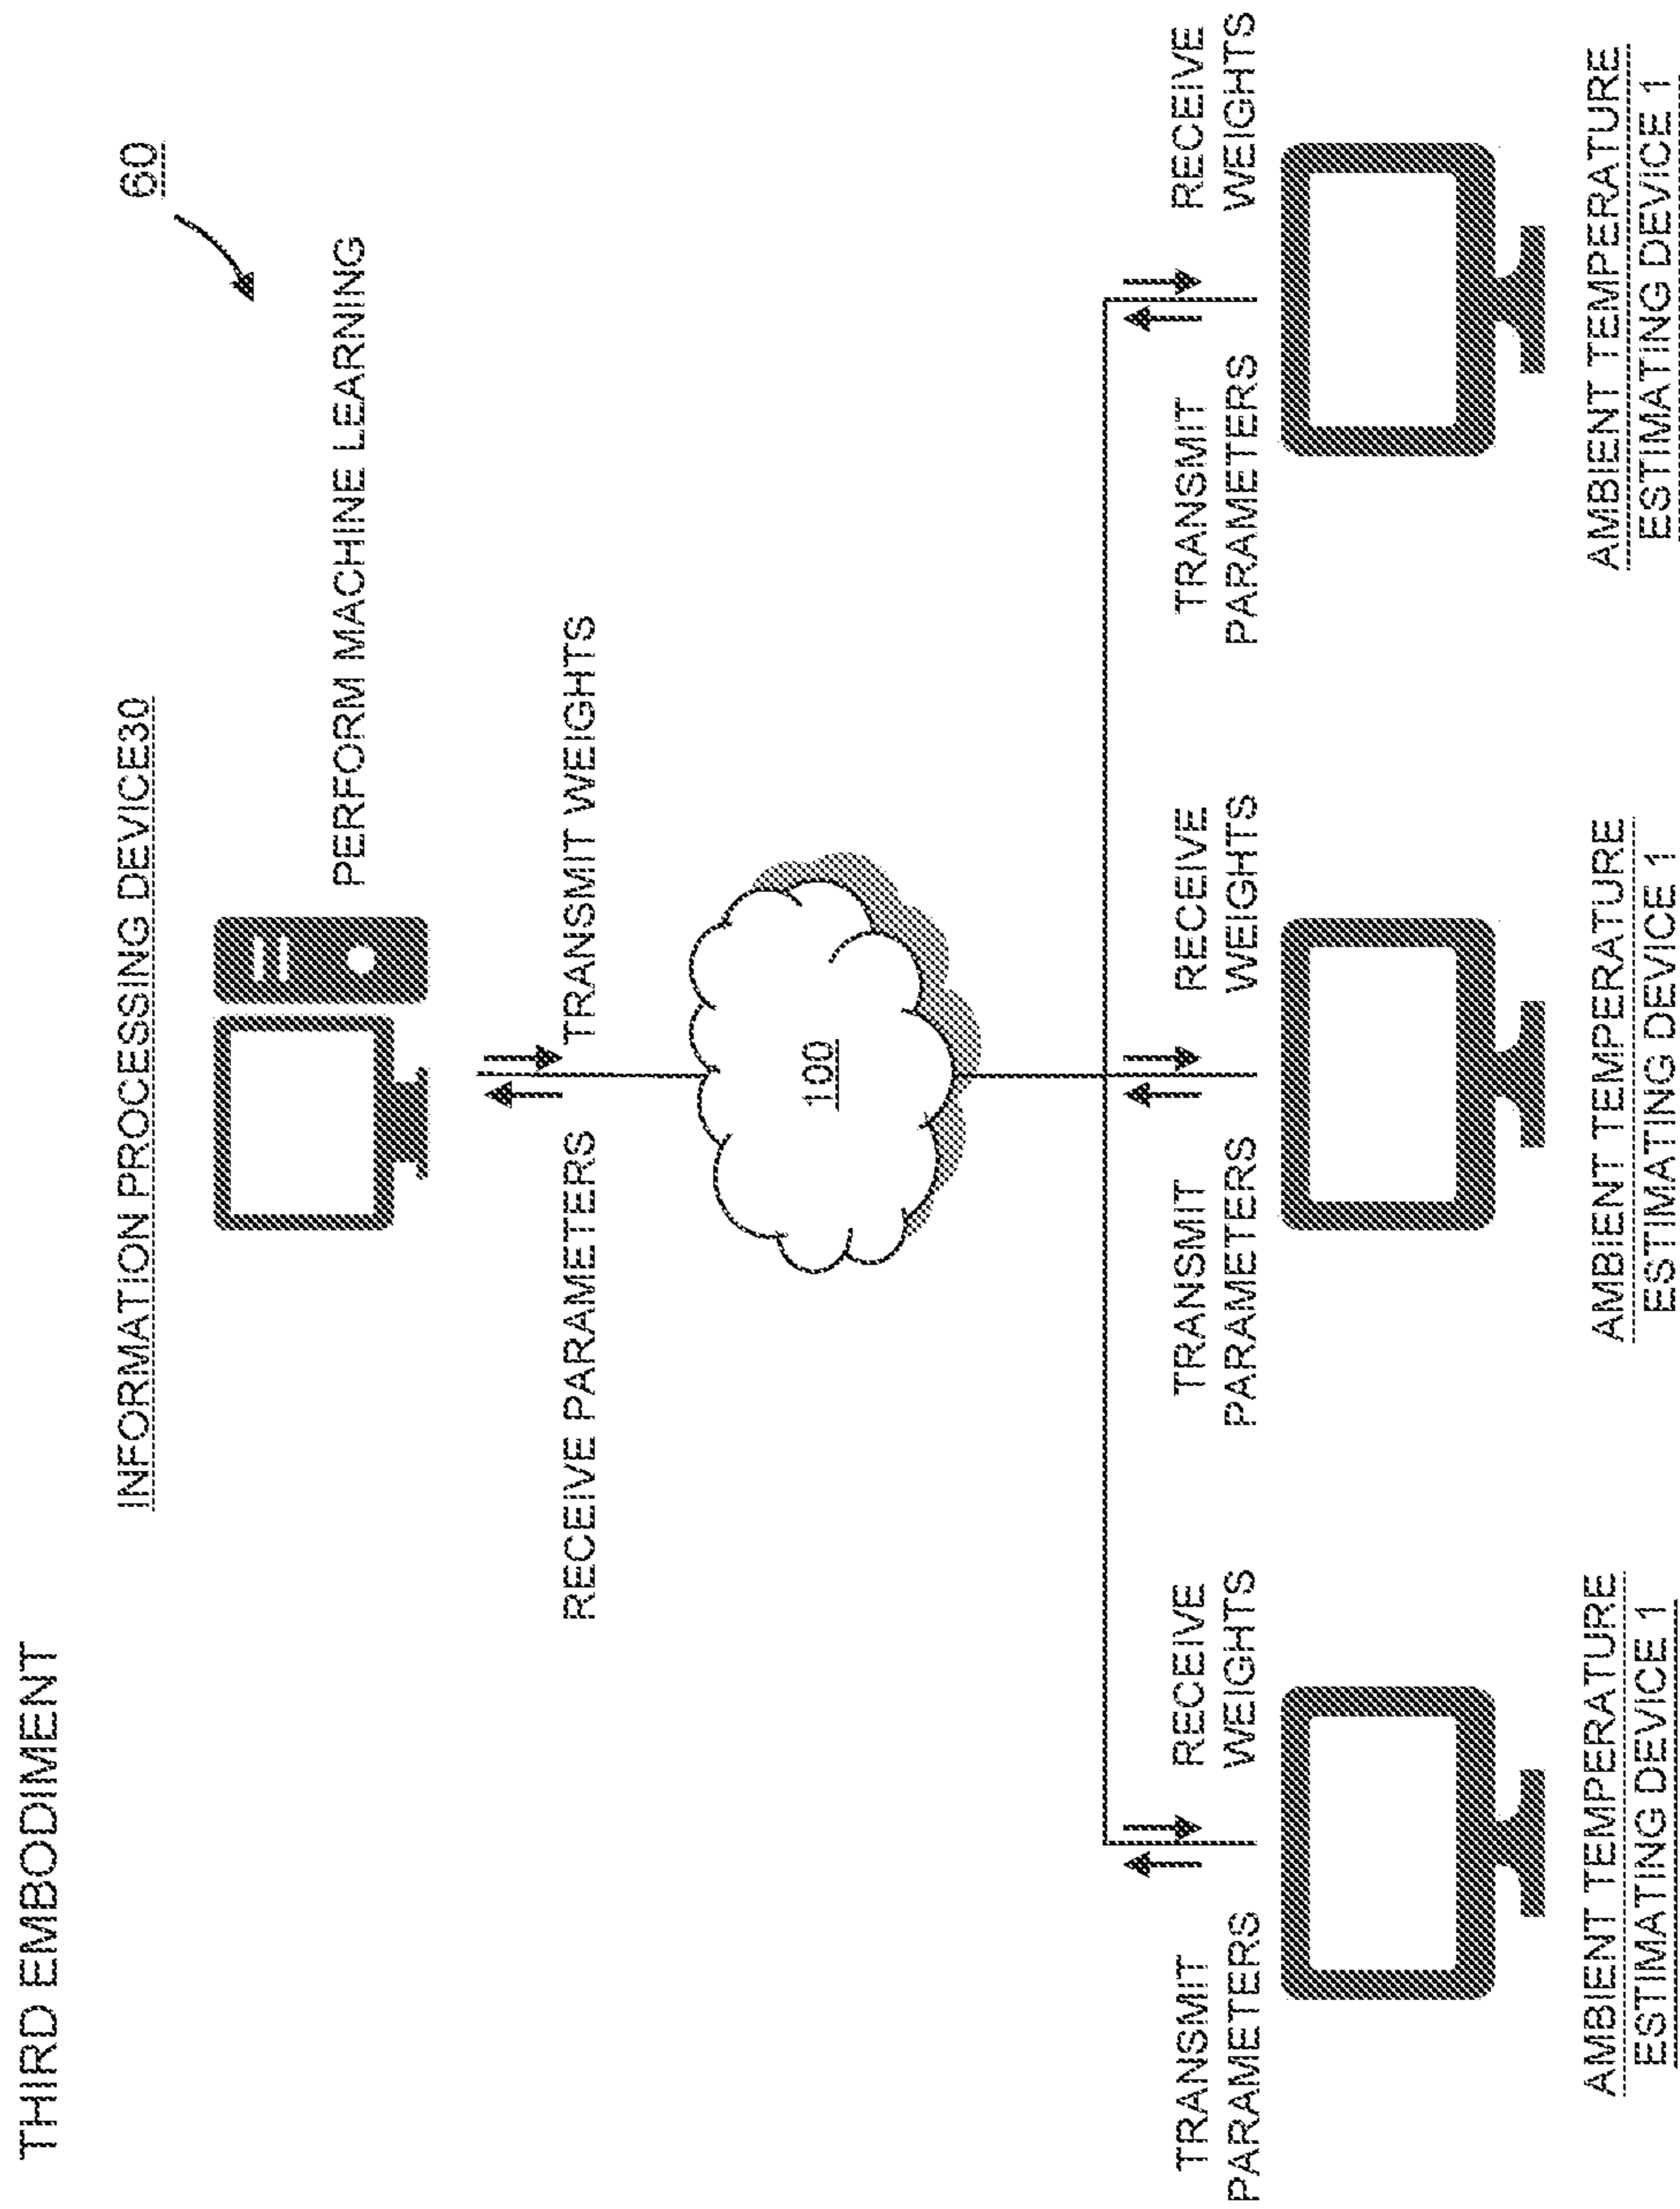 THIRD EMBODIMENT
60
INFORMATION PROCESSING DEVICE30
PERFORM MACHINE LEARNING
RECEIVE PARAMETERS
TRANSMIT WEIGHTS
100
TRANSMIT
PARAMETERS
RECEIVE
WEIGHTS
TRANSMIT
PARAMETERS
RECEIVE
WEIGHTS
TRANSMIT
PARAMETERS
RECEIVE
WEIGHTS
AMBIENT TEMPERATURE
ESTIMATING DEVICE 1
AMBIENT TEMPERATURE
ESTIMATING DEVICE 1
AMBIENT TEMPERATURE
ESTIMATING DEVICE 1